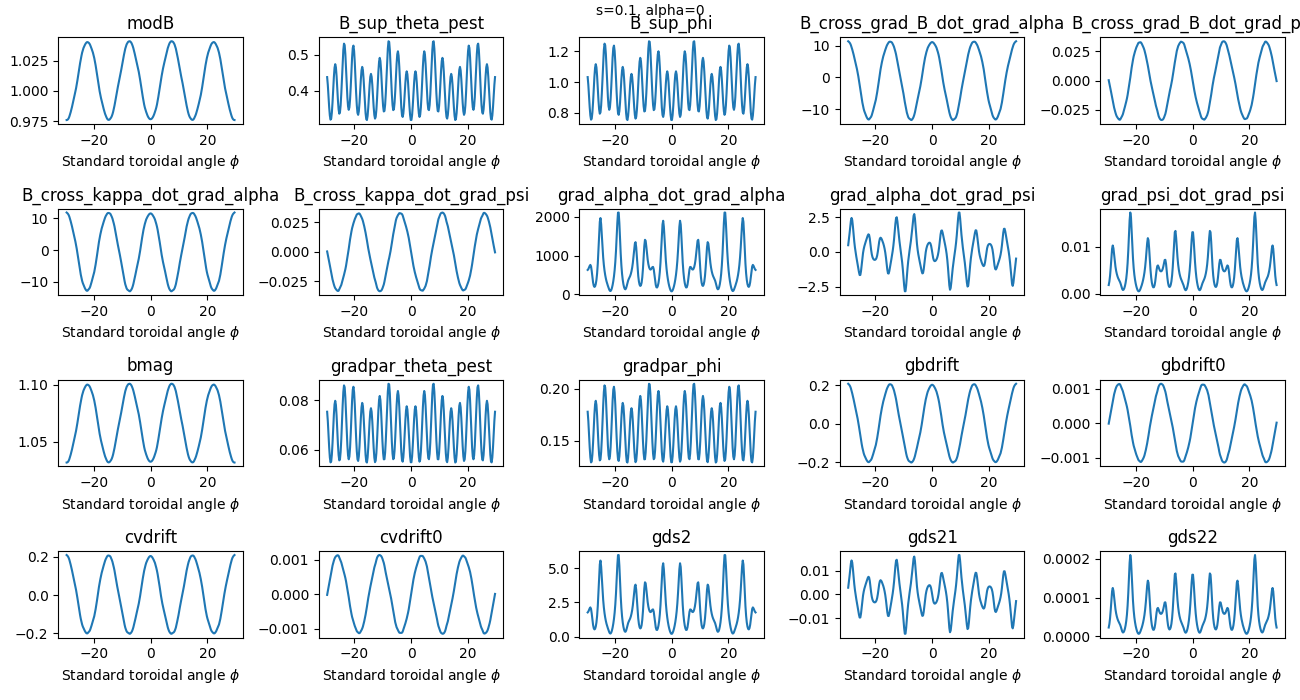 s=0.1, alpha=0
modB
B_sup_theta_pest
B_sup_phi
B_cross_grad_B_dot_grad_alpha
B_cross_grad_B_dot_grad_p
1.025
1.000
0.975
0.5
0.4
1.2
1.0
0.8
10
0
−10
0.025
0.000
−0.025
−20 0 20
−20 0 20
−20 0 20
−20 0 20
−20 0 20
Standard toroidal angle ϕ
Standard toroidal angle ϕ
Standard toroidal angle ϕ
Standard toroidal angle ϕ
Standard toroidal angle ϕ
B_cross_kappa_dot_grad_alpha
B_cross_kappa_dot_grad_psi
grad_alpha_dot_grad_alpha
grad_alpha_dot_grad_psi
grad_psi_dot_grad_psi
10
0
−10
0.025
0.000
−0.025
2000
1000
0
2.5
0.0
−2.5
0.01
0.00
−20 0 20
−20 0 20
−20 0 20
−20 0 20
−20 0 20
Standard toroidal angle ϕ
Standard toroidal angle ϕ
Standard toroidal angle ϕ
Standard toroidal angle ϕ
Standard toroidal angle ϕ
bmag
gradpar_theta_pest
gradpar_phi
gbdrift
gbdrift0
1.10
1.05
0.08
0.06
0.20
0.15
0.2
0.0
−0.2
0.001
0.000
−0.001
−20 0 20
−20 0 20
−20 0 20
−20 0 20
−20 0 20
Standard toroidal angle ϕ
Standard toroidal angle ϕ
Standard toroidal angle ϕ
Standard toroidal angle ϕ
Standard toroidal angle ϕ
cvdrift
cvdrift0
gds2
gds21
gds22
0.2
0.0
−0.2
0.001
0.000
−0.001
5.0
2.5
0.0
0.01
0.00
−0.01
0.0002
0.0001
0.0000
−20 0 20
−20 0 20
−20 0 20
−20 0 20
−20 0 20
Standard toroidal angle ϕ
Standard toroidal angle ϕ
Standard toroidal angle ϕ
Standard toroidal angle ϕ
Standard toroidal angle ϕ